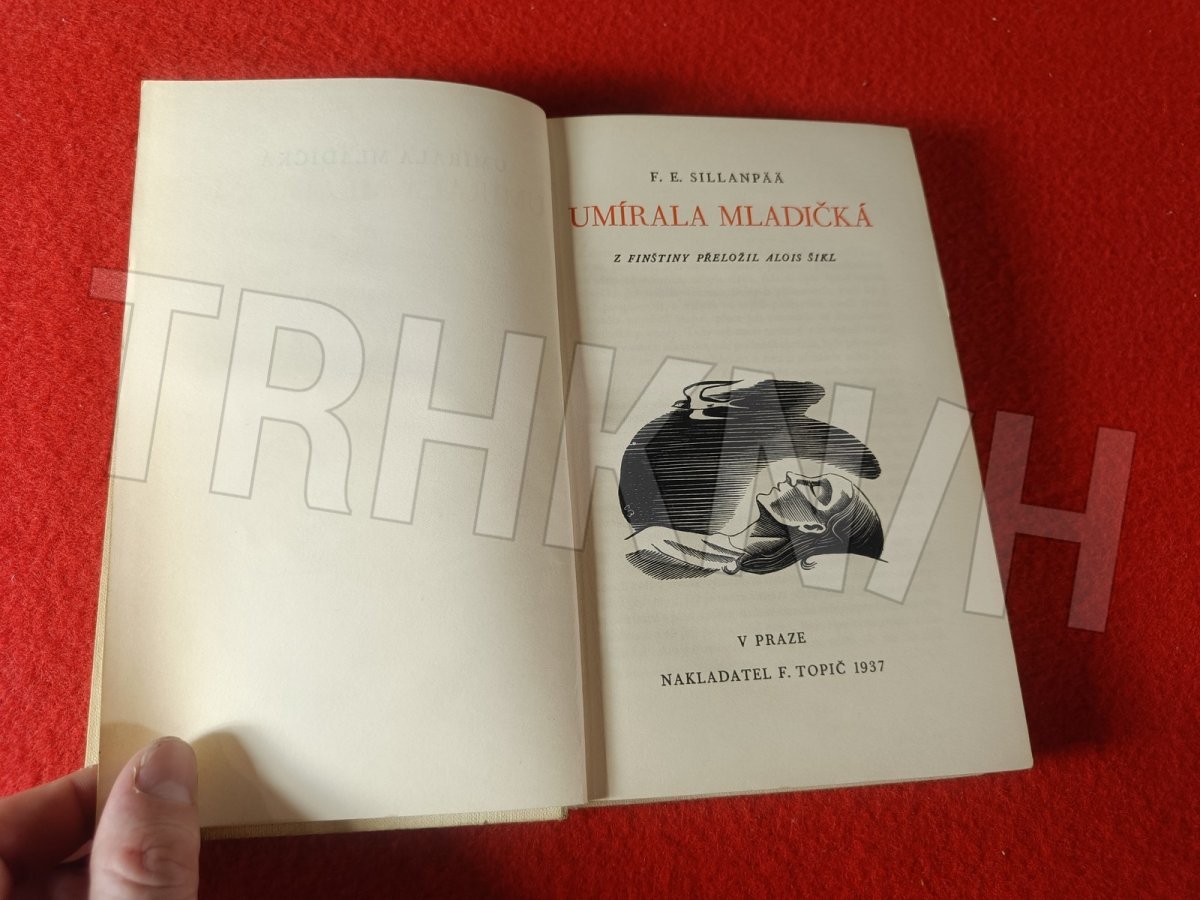 F. E. SILLANPÄÄ
UMÍRALA MLADIČKÁ
Z FINŠTINY PŘELOŽIL ALOIS ŠIKL
V PRAZE
NAKLADATEL F. TOPIČ 1937
TRHKNIH